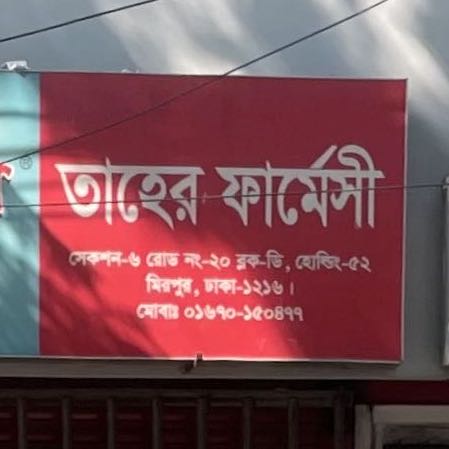 তাহের ফার্মেসী
সেকশন-৬ রোড নং-২০ ব্লক-ডি, হোল্ডিং-৫২
মিরপুর, ঢাকা-১২১৬।
মোবাঃ ০১৬৭০-১৫০৪৭৭